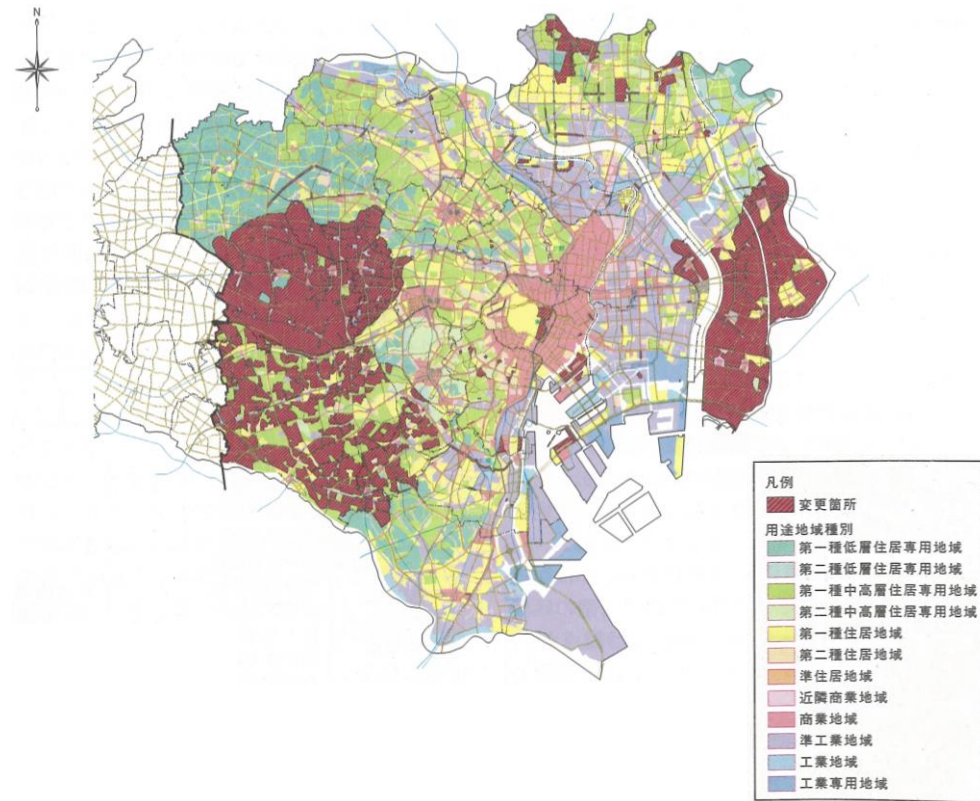 N
凡例
変更箇所
用途地域種別
第一種低層住居専用地域
第二種低層住居専用地域
第一種中高層住居専用地域
第二種中高層住居専用地域
第一種住居地域
第二種住居地域
準住居地域
近隣商業地域
商業地域
準工業地域
工業地域
工業専用地域